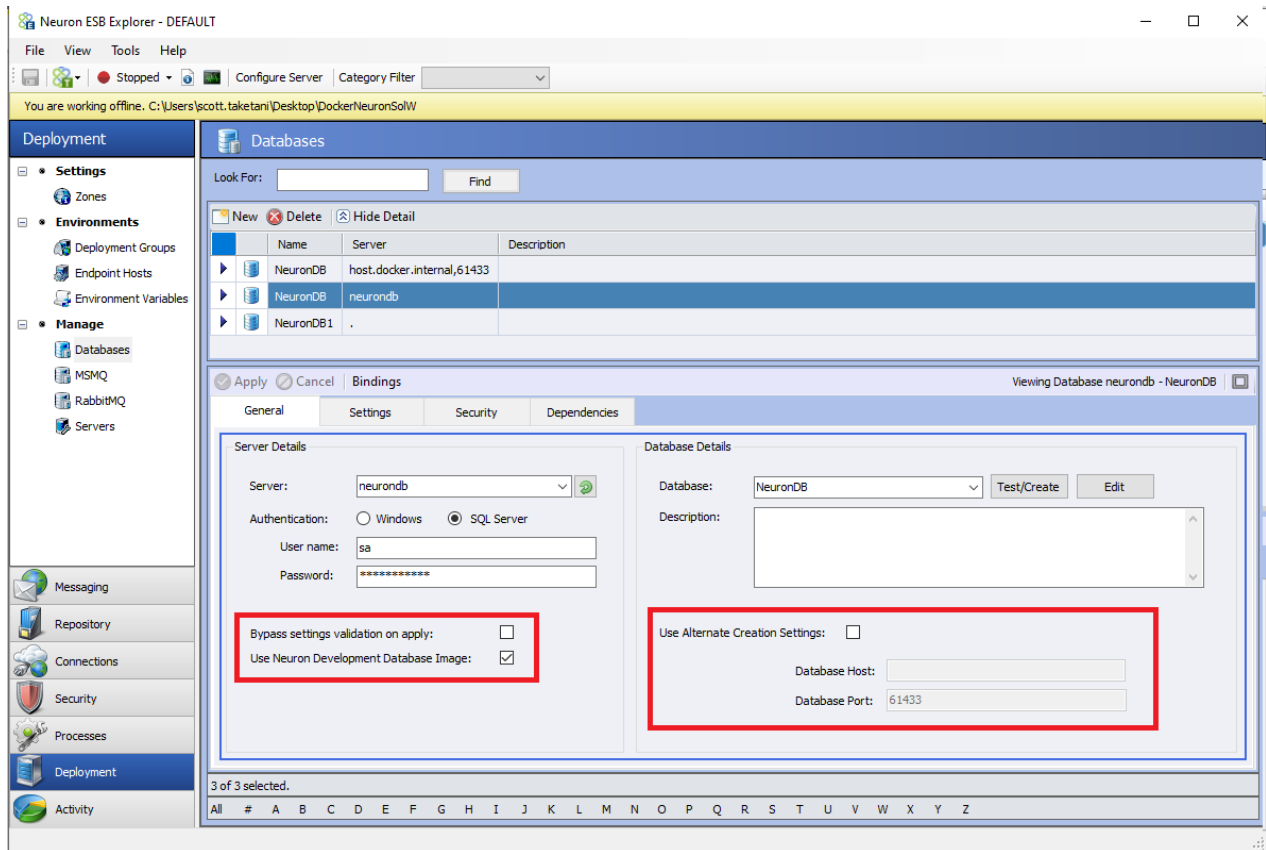 Neuron ESB Explorer - DEFAULT
File View Tools Help
Stopped Configure Server Category Filter
You are working offline. C:\Users\scott.taketani\Desktop\DockerNeuronSolW
Deployment
Settings
Zones
Environments
Deployment Groups
Endpoint Hosts
Environment Variables
Manage
Databases
MSMQ
RabbitMQ
Servers
Messaging
Repository
Connections
Security
Processes
Deployment
Activity
Databases
Look For: Find
New Delete Hide Detail
Name Server Description
NeuronDB host.docker.internal,61433
NeuronDB neurondb
NeuronDB1 .
Apply Cancel Bindings Viewing Database neurondb - NeuronDB
General Settings Security Dependencies
Server Details
Server: neurondb
Authentication: Windows SQL Server
User name: sa
Password: ***********
Bypass settings validation on apply:
Use Neuron Development Database Image:
Database Details
Database: NeuronDB Test/Create Edit
Description:
Use Alternate Creation Settings:
Database Host:
Database Port: 61433
3 of 3 selected.
All # A B C D E F G H I J K L M N O P Q R S T U V W X Y Z